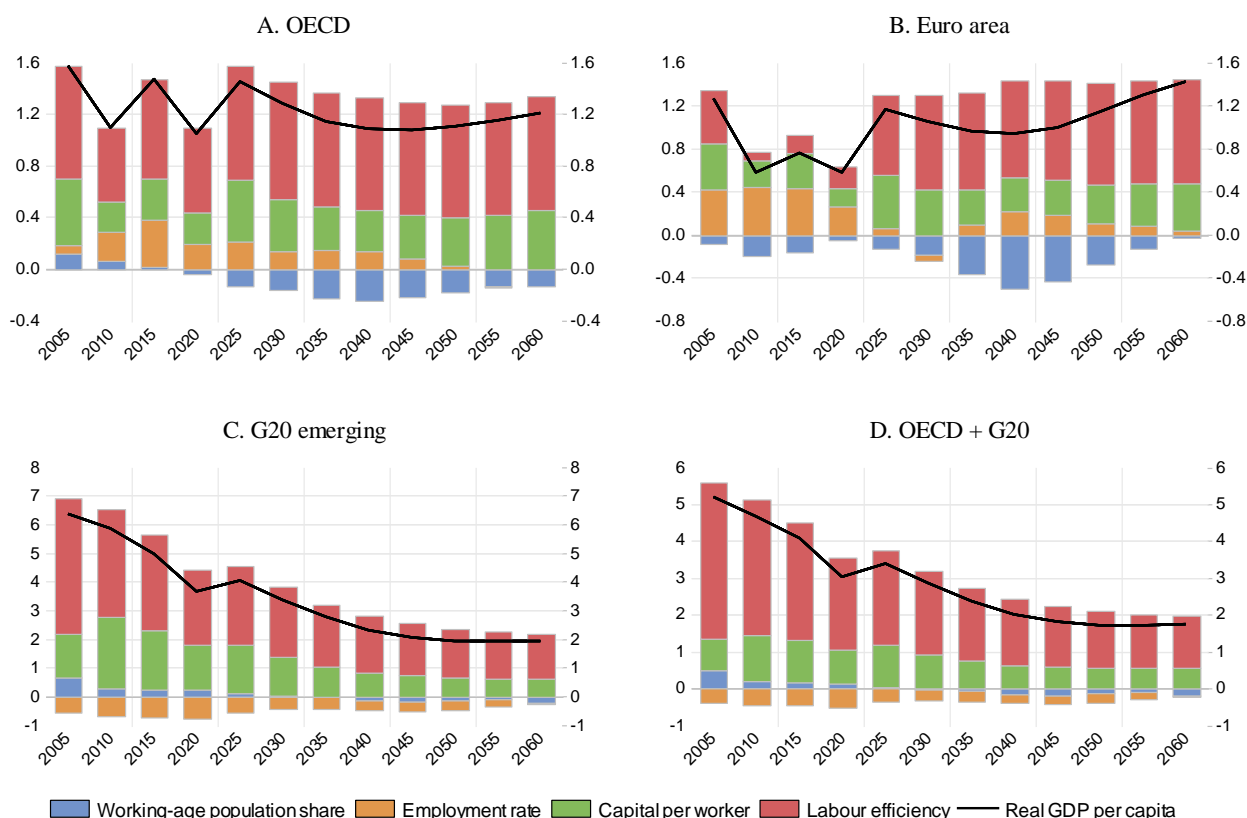 A. OECD
B. Euro area
1.6 1.6 1.6 1.6
1.2 1.2 1.2 1.2
0.8 0.8 0.8 0.8
0.4 0.4 0.4 0.4
0.0 0.0 0.0 0.0
-0.4 -0.4 -0.4 -0.4
-0.8 -0.8
2005 2010 2015 2020 2025 2030 2035 2040 2045 2050 2055 2060
2005 2010 2015 2020 2025 2030 2035 2040 2045 2050 2055 2060
C. G20 emerging
D. OECD + G20
8 8 6 6
7 7 5 5
6 6 4 4
5 5 3 3
4 4 2 2
3 3 1 1
2 2 0 0
1 1 -1 -1
0 0
-1 -1
2005 2010 2015 2020 2025 2030 2035 2040 2045 2050 2055 2060
2005 2010 2015 2020 2025 2030 2035 2040 2045 2050 2055 2060
Working-age population share Employment rate Capital per worker Labour efficiency Real GDP per capita